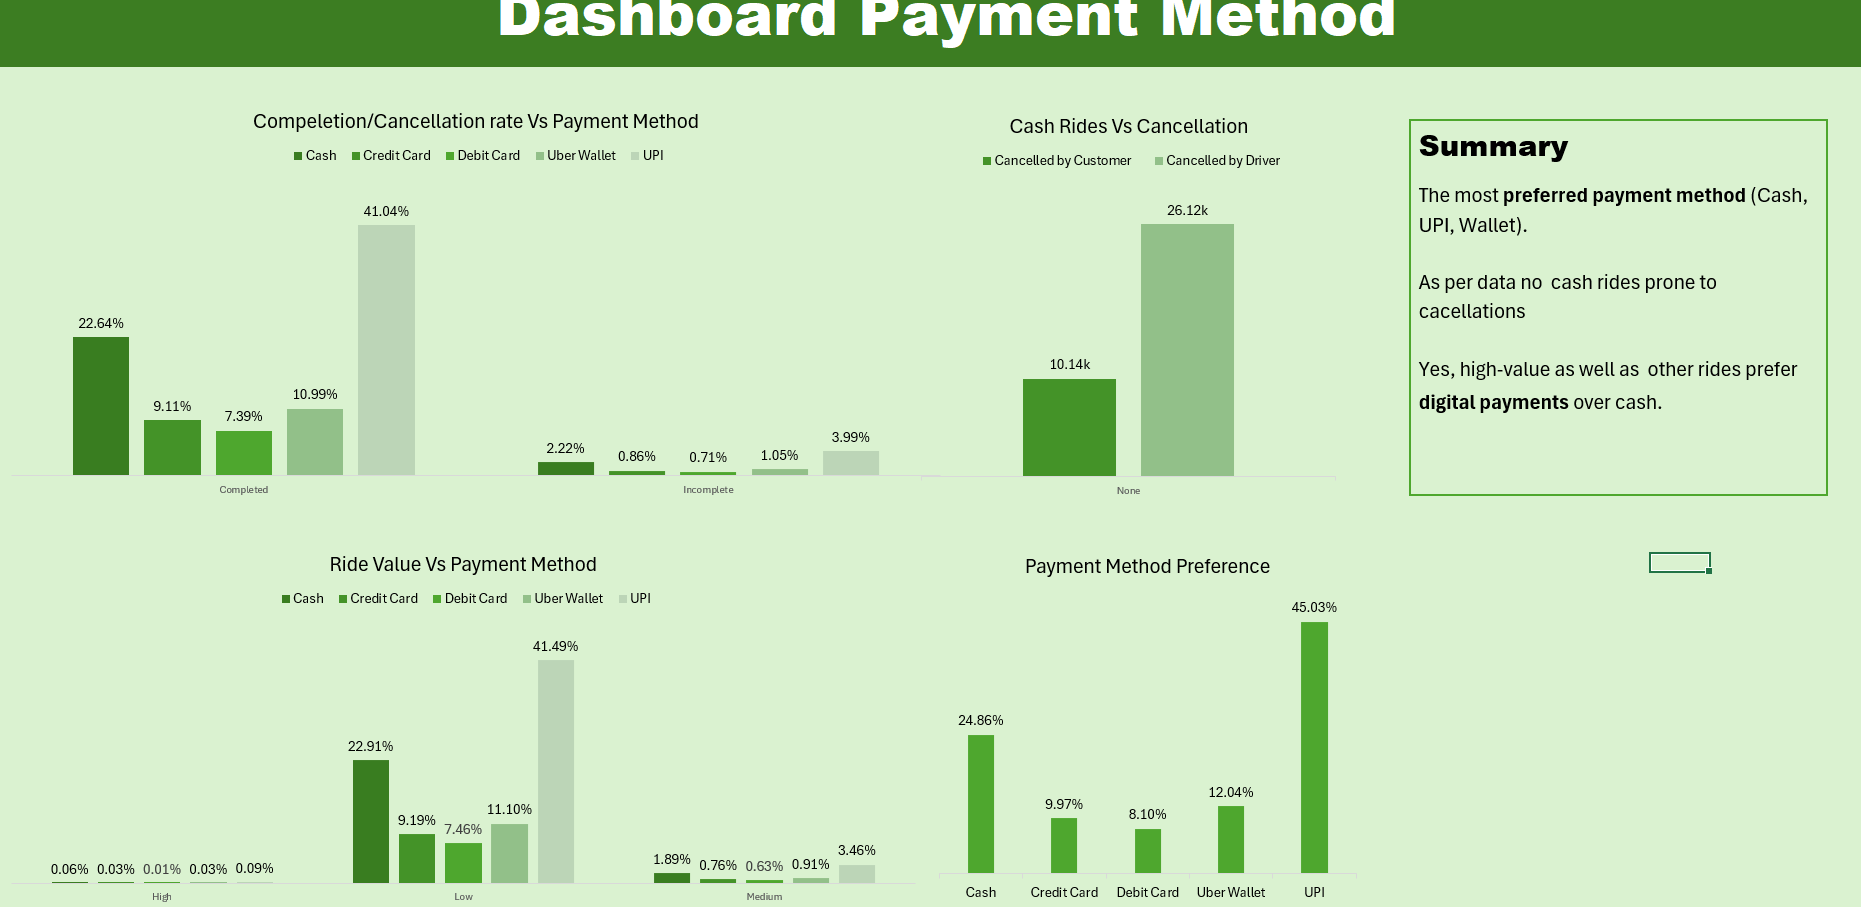 Dashboard Payment Method
Compeletion/Cancellation rate Vs Payment Method
Cash Credit Card Debit Card Uber Wallet UPI
41.04%
22.64%
9.11%
7.39%
10.99%
2.22%
0.86%
0.71%
1.05%
3.99%
Completed
Incomplete
Cash Rides Vs Cancellation
Cancelled by Customer Cancelled by Driver
26.12k
10.14k
None
Summary
The most preferred payment method (Cash,
UPI, Wallet).
As per data no  cash rides prone to
cacellations
Yes, high-value as well as  other rides prefer
digital payments over cash.
Ride Value Vs Payment Method
Cash Credit Card Debit Card Uber Wallet UPI
0.06% 0.03% 0.01% 0.03% 0.09%
22.91%
9.19%
7.46%
11.10%
41.49%
1.89%
0.76%
0.63%
0.91%
3.46%
High
Low
Medium
Payment Method Preference
24.86%
9.97%
8.10%
12.04%
45.03%
Cash Credit Card Debit Card Uber Wallet UPI